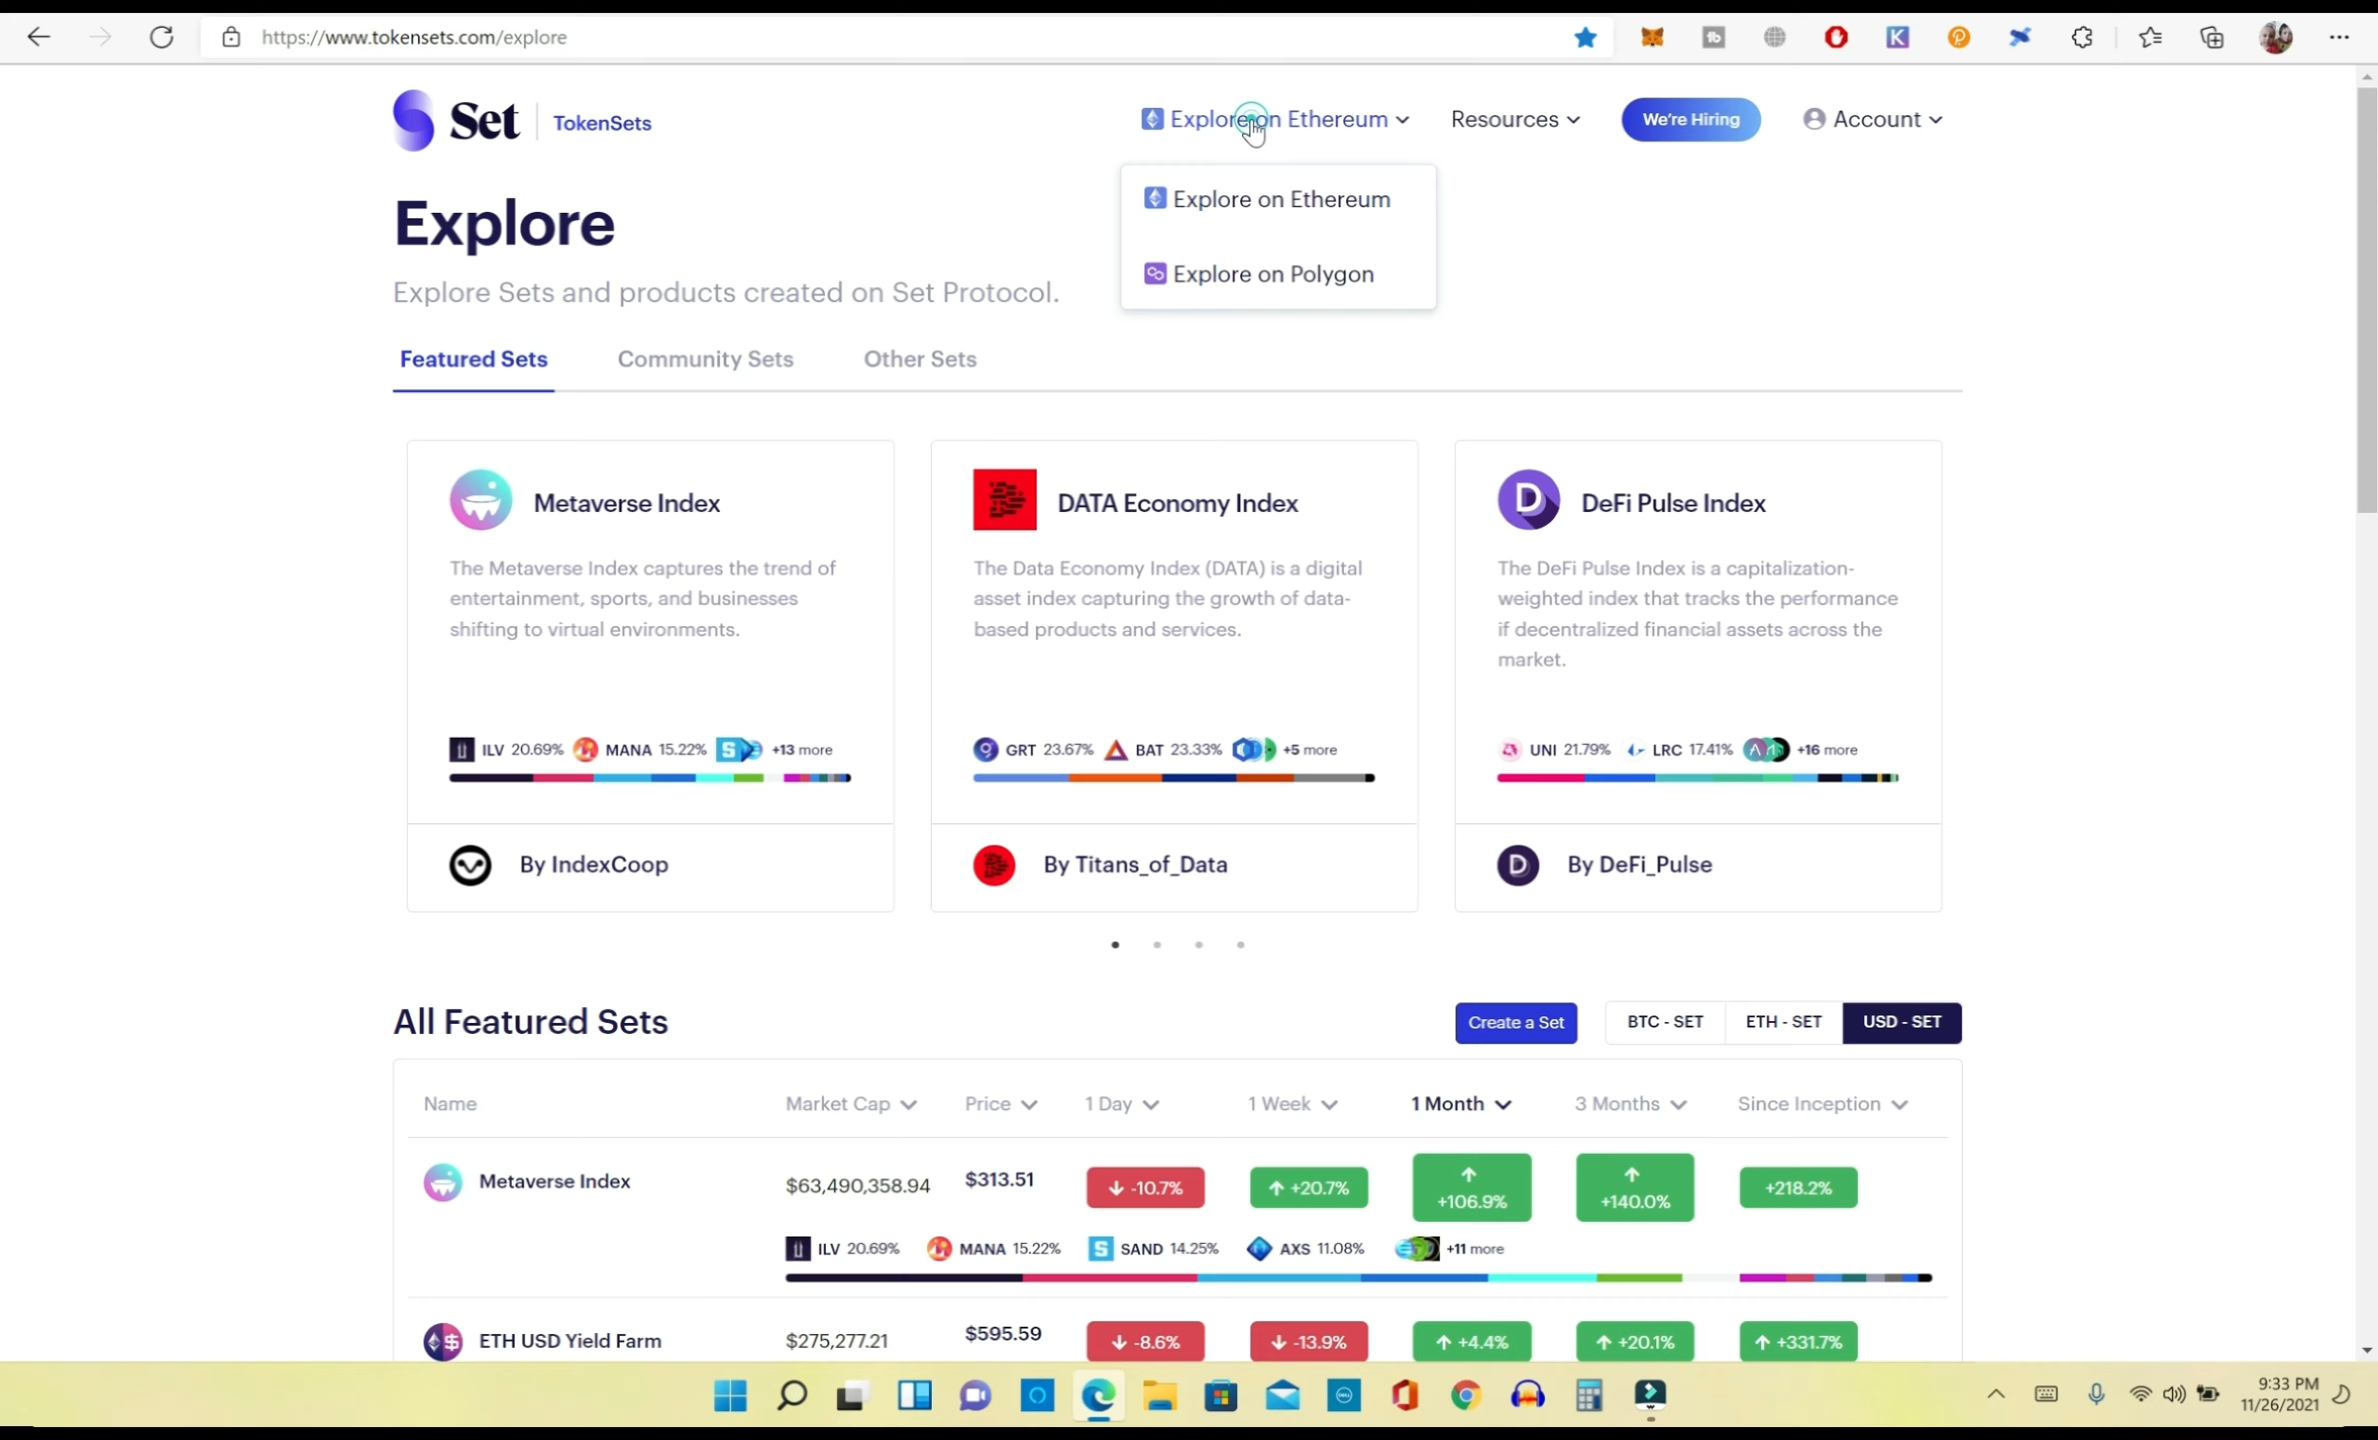 https://www.tokensets.com/explore
Set TokenSets
Explore on Ethereum
Resources
We're Hiring
Account
Explore on Ethereum
Explore on Polygon
Explore
Explore Sets and products created on Set Protocol.
Featured Sets
Community Sets
Other Sets
Metaverse Index
The Metaverse Index captures the trend of
entertainment, sports, and businesses
shifting to virtual environments.
ILV 20.69% MANA 15.22% +13 more
By IndexCoop
DATA Economy Index
The Data Economy Index (DATA) is a digital
asset index capturing the growth of data-
based products and services.
GRT 23.67% BAT 23.33% +5 more
By Titans_of_Data
DeFi Pulse Index
The DeFi Pulse Index is a capitalization-
weighted index that tracks the performance
if decentralized financial assets across the
market.
UNI 21.79% LRC 17.41% +16 more
By DeFi_Pulse
All Featured Sets
Create a Set
BTC - SET
ETH - SET
USD - SET
Name Market Cap Price 1 Day 1 Week 1 Month 3 Months Since Inception
Metaverse Index $63,490,358.94 $313.51 -10.7% +20.7% +106.9% +140.0% +218.2%
ILV 20.69% MANA 15.22% SAND 14.25% AXS 11.08% +11 more
ETH USD Yield Farm $275,277.21 $595.59 -8.6% -13.9% +4.4% +20.1% +331.7%
9:33 PM
11/26/2021